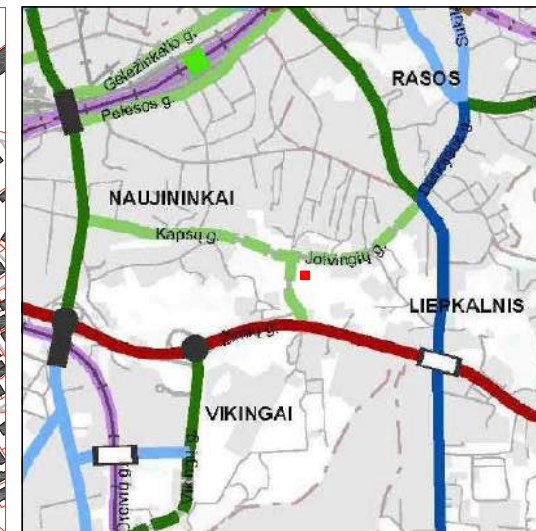 Geležinkelio g.
Pelesos g.
RASOS
NAUJININKAI
Kapsų g.
Jotvingių g.
LIEPKALNIS
VIKINGAI
Vikingų g.